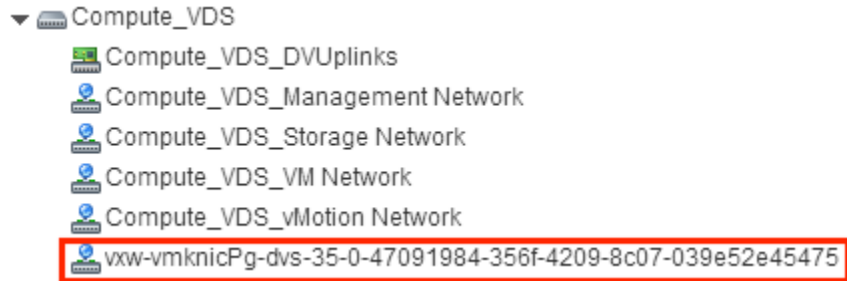 Compute_VDS
Compute_VDS_DVUplinks
Compute_VDS_Management Network
Compute_VDS_Storage Network
Compute_VDS_VM Network
Compute_VDS_vMotion Network
vxw-vmknicPg-dvs-35-0-47091984-356f-4209-8c07-039e52e45475